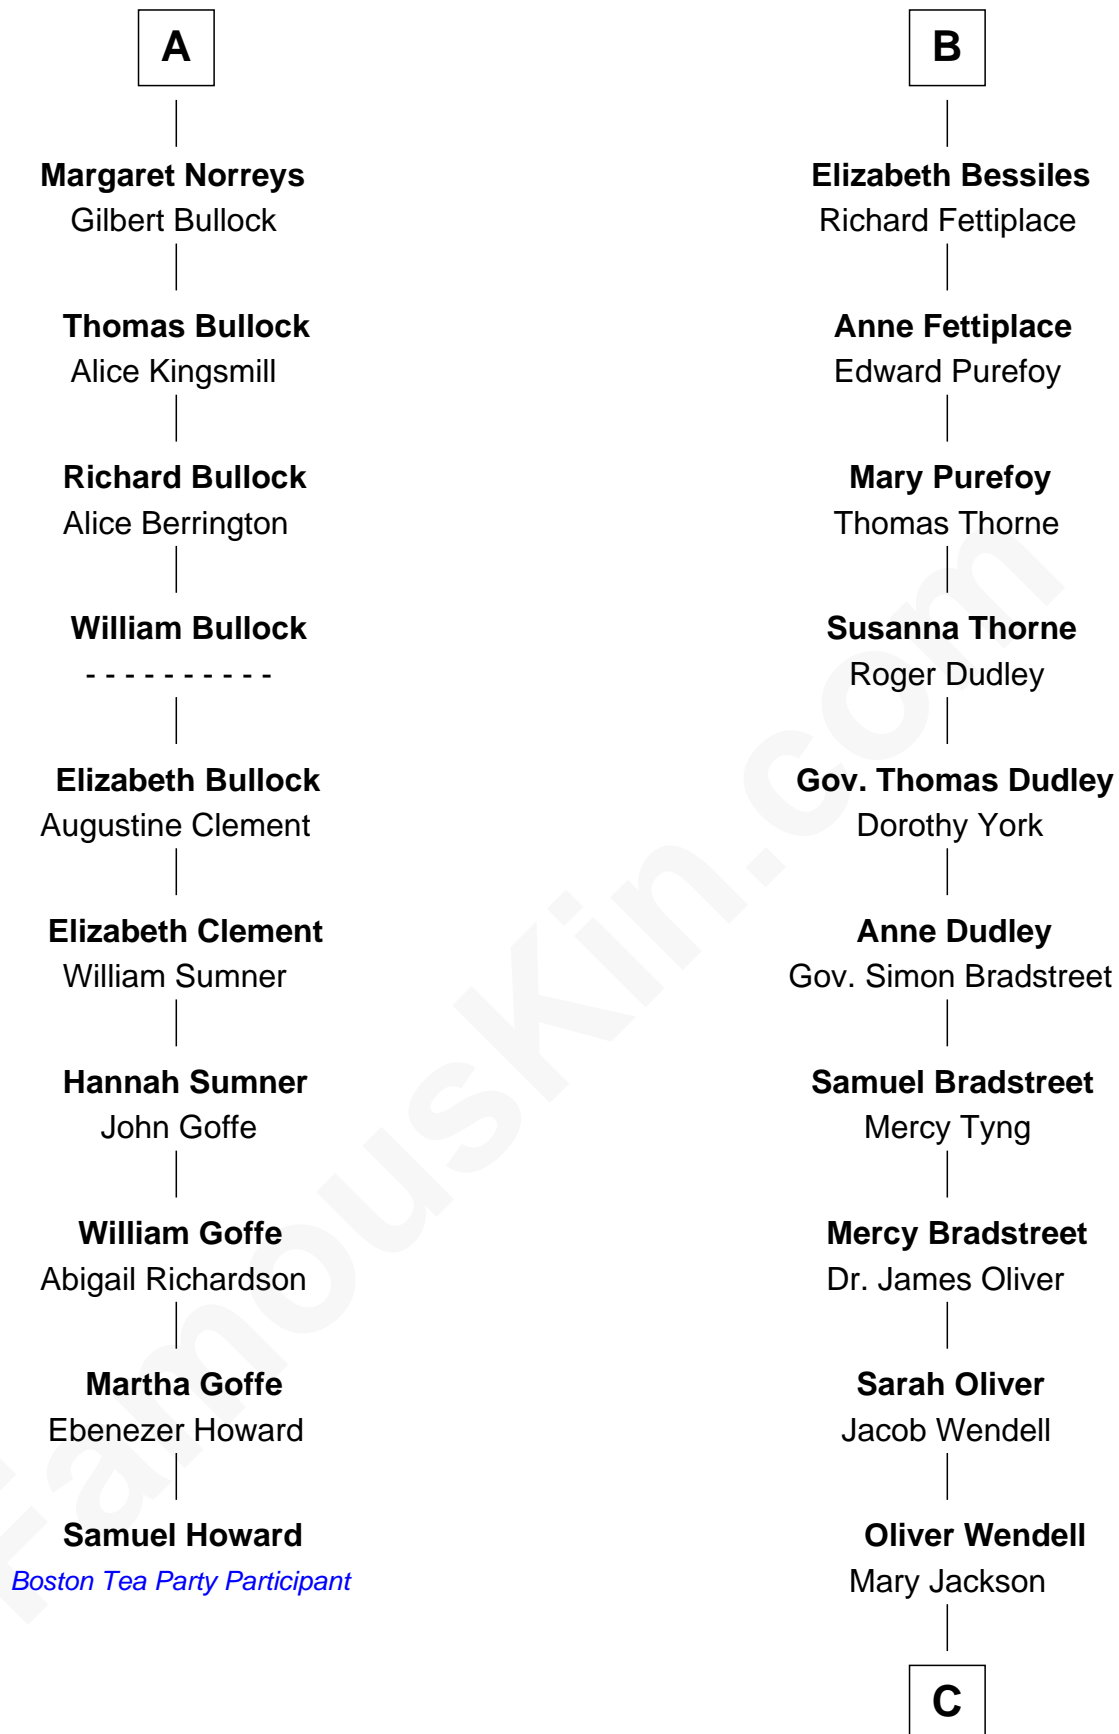 A
Margaret Norreys
Gilbert Bullock
Thomas Bullock
Alice Kingsmill
Richard Bullock
Alice Berrington
William Bullock
- - - - - - - - - -
Elizabeth Bullock
Augustine Clement
Elizabeth Clement
William Sumner
Hannah Sumner
John Goffe
William Goffe
Abigail Richardson
Martha Goffe
Ebenezer Howard
Samuel Howard
Boston Tea Party Participant
B
Elizabeth Bessiles
Richard Fettiplace
Anne Fettiplace
Edward Purefoy
Mary Purefoy
Thomas Thorne
Susanna Thorne
Roger Dudley
Gov. Thomas Dudley
Dorothy York
Anne Dudley
Gov. Simon Bradstreet
Samuel Bradstreet
Mercy Tyng
Mercy Bradstreet
Dr. James Oliver
Sarah Oliver
Jacob Wendell
Oliver Wendell
Mary Jackson
C
FamousKin.com